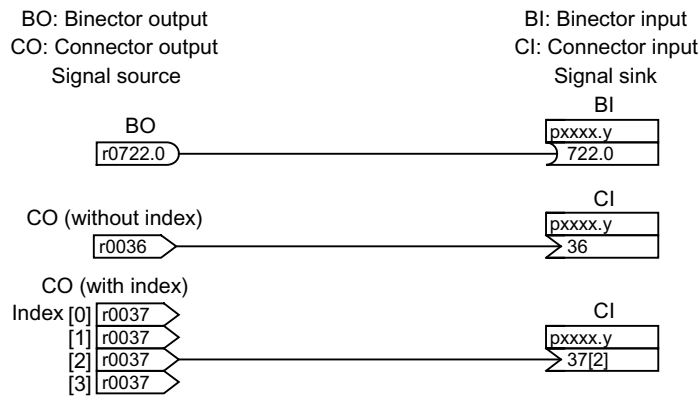 BO: Binector output
BI: Binector input
CO: Connector output
CI: Connector input
Signal source
Signal sink
BO
BI
pxxxx.y
r0722.0
722.0
CO (without index)
CI
pxxxx.y
r0036
36
CO (with index)
Index [0] r0037
CI
[1] r0037
pxxxx.y
[2] r0037
37[2]
[3] r0037